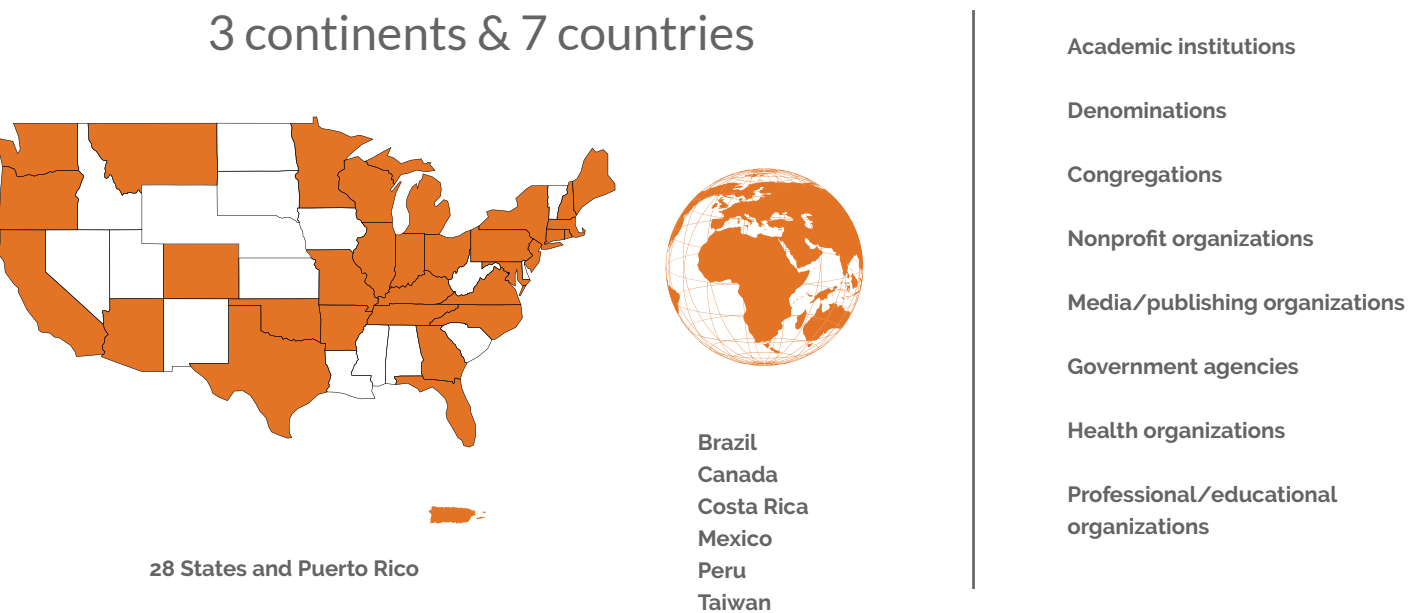 3 continents & 7 countries
28 States and Puerto Rico
Brazil
Canada
Costa Rica
Mexico
Peru
Taiwan
Academic institutions
Denominations
Congregations
Nonprofit organizations
Media/publishing organizations
Government agencies
Health organizations
Professional/educational
organizations